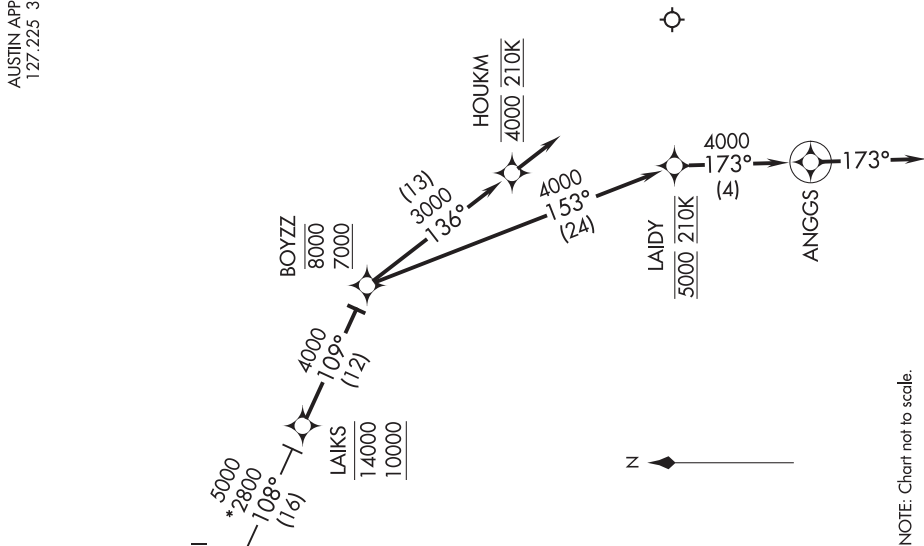 AUSTIN APP
127.225 3
HOUKM
4000 210K
(13)
3000
136°
4000
153°
(24)
4000
173°
(4)
173°
ANGGS
LAIDY
5000 210K
BOYZZ
8000
7000
4000
109°
(12)
LAIKS
14000
10000
5000
*2800
108°
(16)
N
NOTE: Chart not to scale.